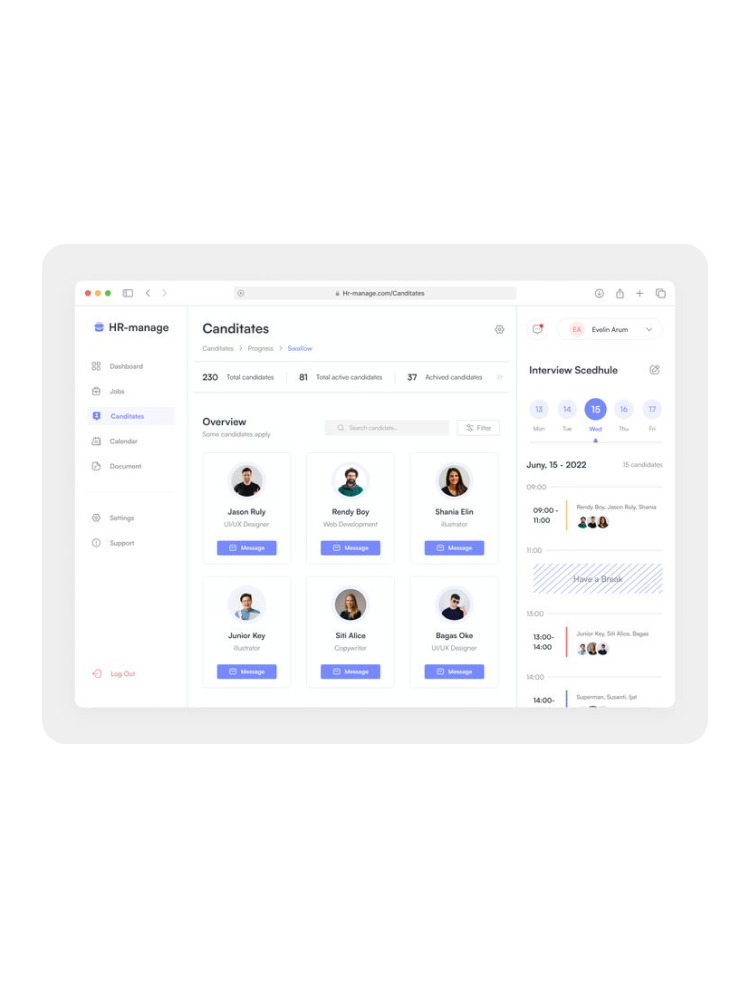 Hr-manage.com/Canditates
HR-manage
Dashboard
Jobs
Canditates
Calendar
Document
Settings
Support
Log Out
Canditates
Canditates > Progress > Swallow
230 Total candidates 81 Total active candidates 37 Achived candidates
Overview
Some candidates apply
Search candidate..
Filter
Jason Ruly
UI/UX Designer
Message
Rendy Boy
Web Development
Message
Shania Elin
illustrator
Message
Junior Key
illustrator
Message
Siti Alice
Copywriter
Message
Bagas Oke
UI/UX Designer
Message
EA Evelin Arum
Interview Scedhule
13 14 15 16 17
Mon Tue Wed Thu Fri
Juny, 15 - 2022 15 candidates
09:00
09:00 -
11:00
Rendy Boy, Jason Ruly, Shania
11:00
Have a Break
13:00
13:00-
14:00
Junior Key, Siti Alice, Bagas
14:00
14:00-
Superman, Susenti, Ijat